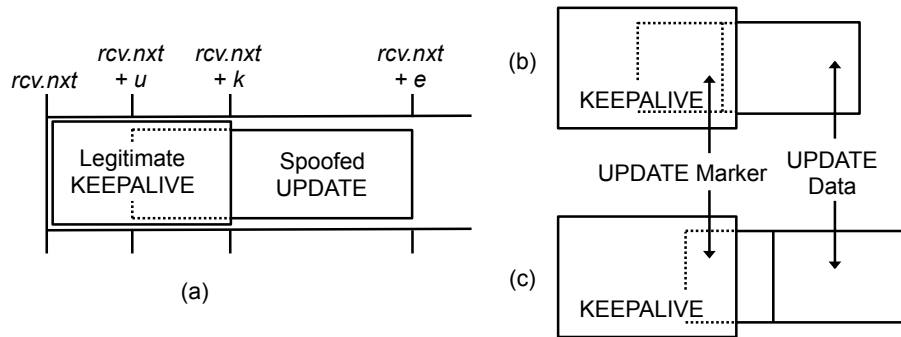 rcv.nxt
rcv.nxt
+ u
rcv.nxt
+ k
rcv.nxt
+ e
Legitimate
KEEPALIVE
Spoofed
UPDATE
(a)
(b)
KEEPALIVE
UPDATE Marker
UPDATE
Data
(c)
KEEPALIVE